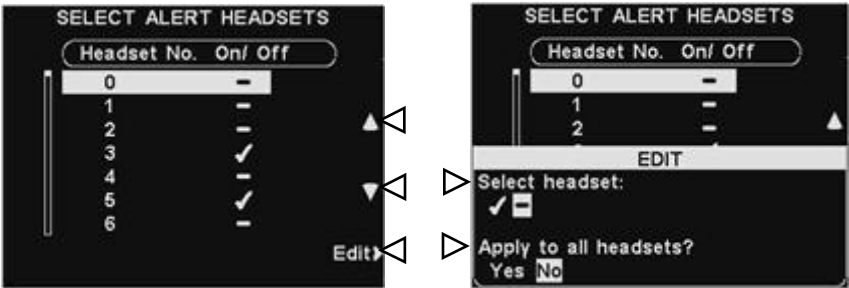 SELECT ALERT HEADSETS
Headset No. On/ Off
0 –
1 –
2 –
3 ✓
4 –
5 ✓
6 –
Edit
SELECT ALERT HEADSETS
Headset No. On/ Off
0 –
1 –
2 –
EDIT
Select headset:
✓ –
Apply to all headsets?
Yes No